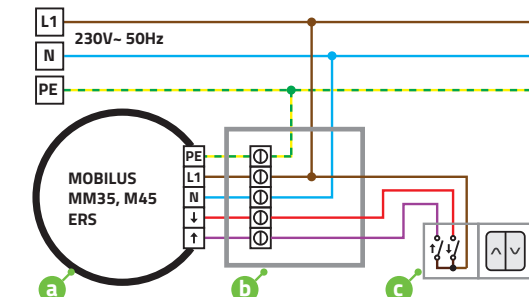 L1
230V~ 50Hz
N
PE
MOBILUS
MM35, M45
ERS
PE
L1
N
↓
↑
↑ ↓
a
b
c